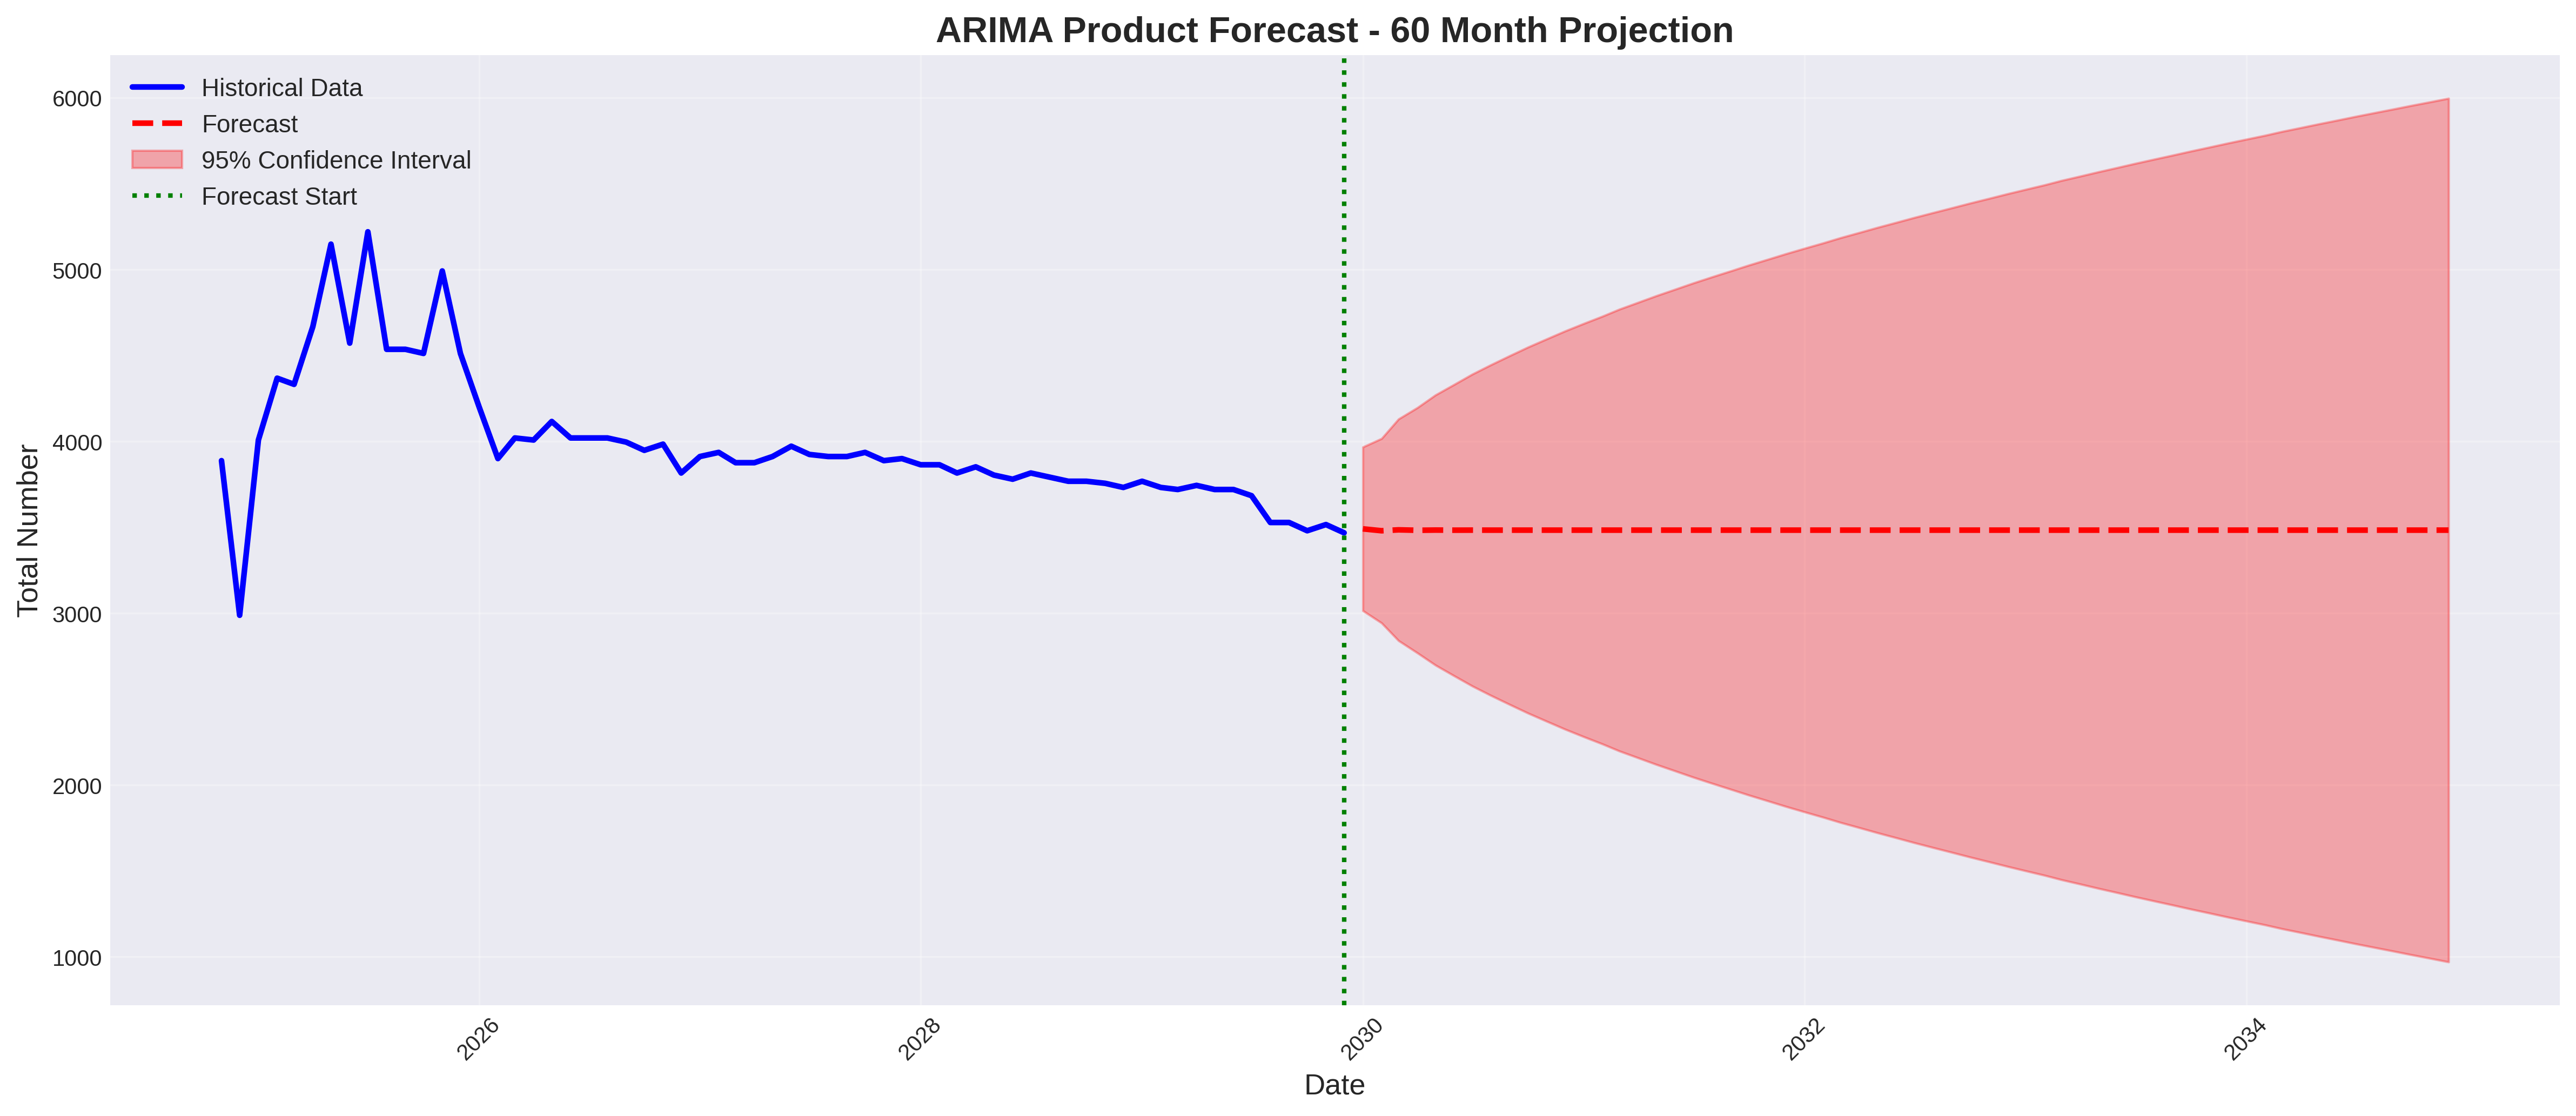 ARIMA Product Forecast - 60 Month Projection
Historical Data
Forecast
95% Confidence Interval
Forecast Start
6000
5000
4000
3000
2000
1000
Total Number
2026
2028
2030
2032
2034
Date